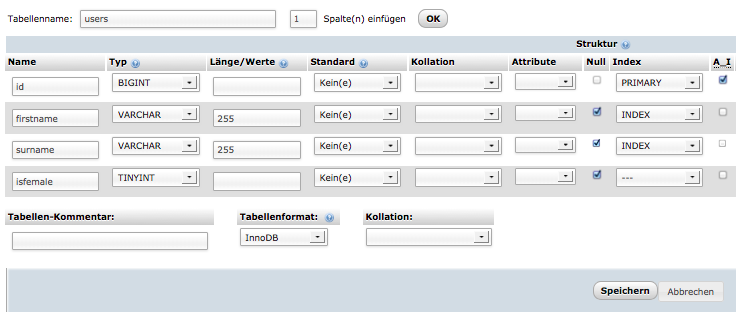 Tabellenname: users 1 Spalte(n) einfügen OK
Struktur
Name Typ Länge/Werte Standard Kollation Attribute Null Index A_I
id BIGINT Kein(e) PRIMARY
firstname VARCHAR 255 Kein(e) INDEX
surname VARCHAR 255 Kein(e) INDEX
isfemale TINYINT Kein(e) ---
Tabellen-Kommentar: Tabellenformat: Kollation:
InnoDB
Speichern Abbrechen